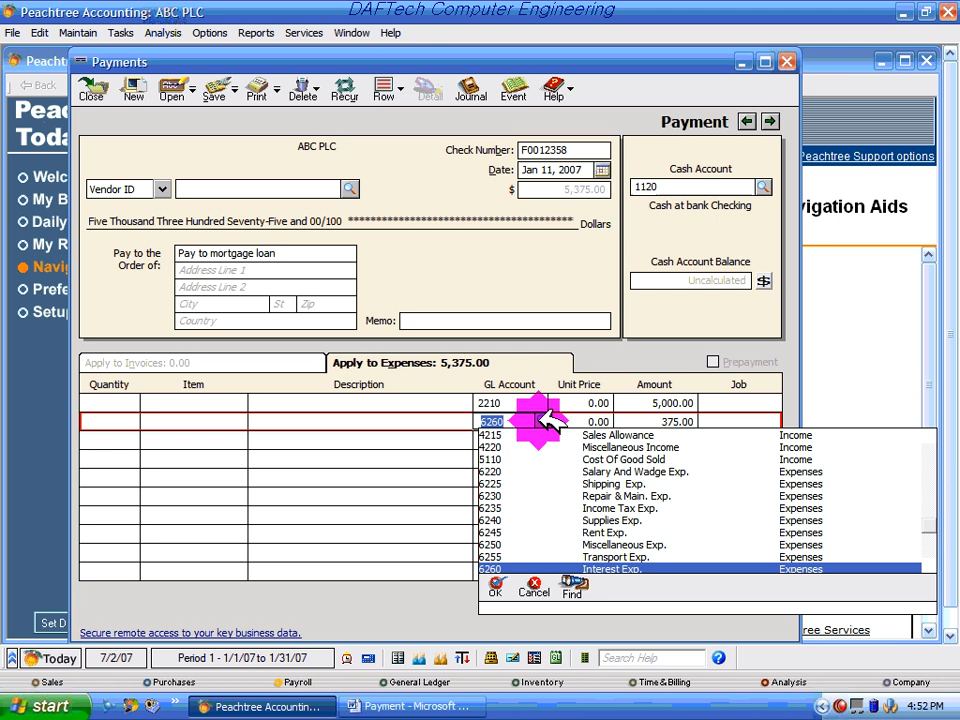 DAFTech Computer Engineering
Peachtree Accounting: ABC PLC
File Edit Maintain Tasks Analysis Options Reports Services Window Help
Peacht
Payments
Back
Close New Open Save Print Delete Recur Row Detail Journal Event Help
Peac
Toda
Payment
ABC PLC
Check Number: F0012358
Date: Jan 11, 2007
$ 5,375.00
Cash Account
1120
Cash at bank Checking
Peachtree Support options
Vendor ID
Welc
My B
Daily
My R
Navi
Prefe
Setu
vigation Aids
Five Thousand Three Hundred Seventy-Five and 00/100 ****************************************
Dollars
Pay to the Order of:
Pay to mortgage loan
Address Line 1
Address Line 2
City St Zip
Country
Memo:
Cash Account Balance
Uncalculated
Apply to Invoices: 0.00
Apply to Expenses: 5,375.00
Prepayment
Quantity Item Description GL Account Unit Price Amount Job
2210 0.00 5,000.00
6260 0.00 375.00
4215 Sales Allowance Income
4220 Miscellaneous Income Income
5110 Cost Of Good Sold Income
6220 Salary And Wadge Exp. Expenses
6225 Shipping Exp. Expenses
6230 Repair & Main. Exp. Expenses
6235 Income Tax Exp. Expenses
6240 Supplies Exp. Expenses
6245 Rent Exp. Expenses
6250 Miscellaneous Exp. Expenses
6255 Transport Exp. Expenses
6260 Interest Exp. Expenses
OK Cancel Find
Set D
Secure remote access to your key business data.
ree Services
Today 7/2/07 Period 1 - 1/1/07 to 1/31/07 Search Help
Sales Purchases Payroll General Ledger Inventory Time & Billing Analysis Company
start Peachtree Accountin... Payment - Microsoft ... 4:52 PM